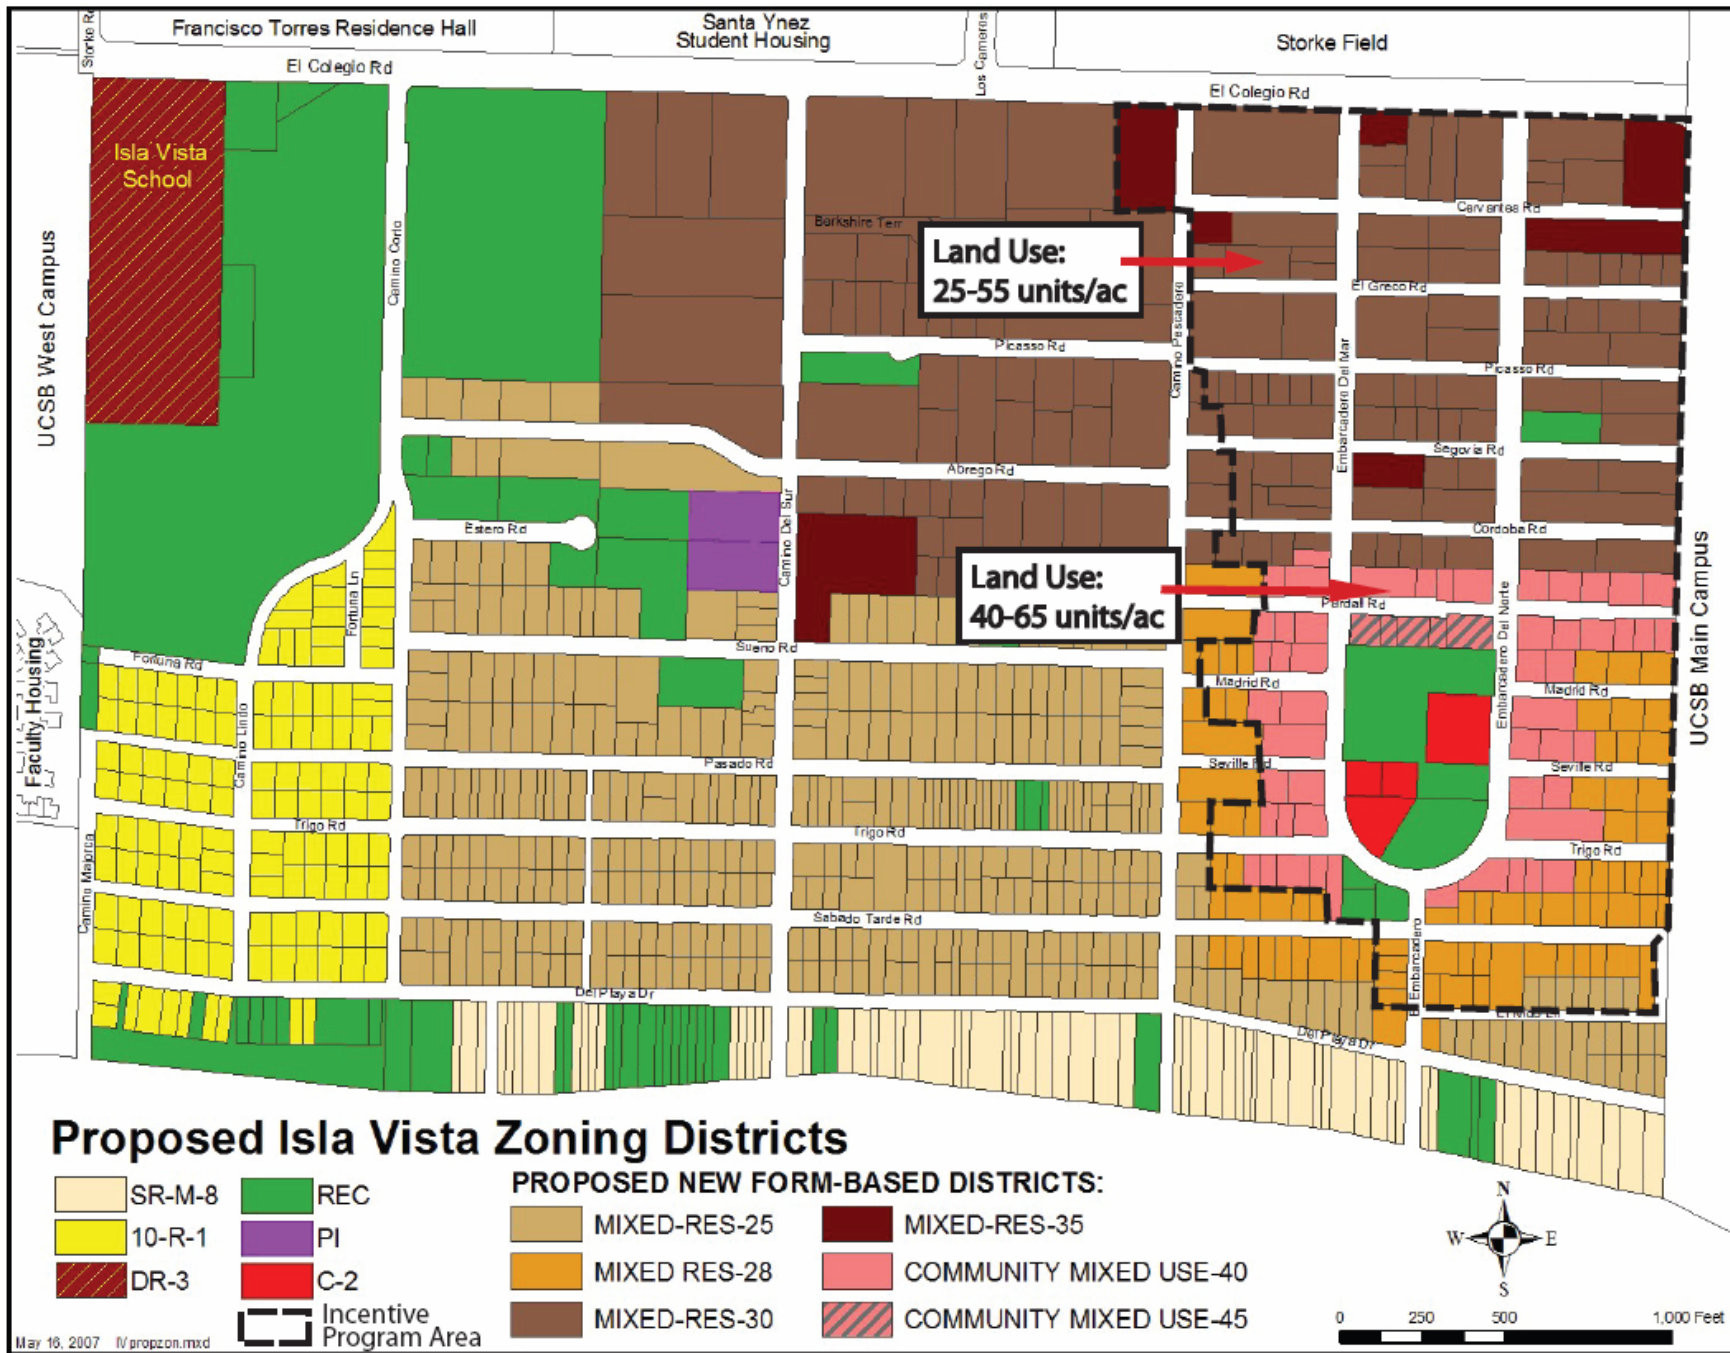 Francisco Torres Residence Hall
Santa Ynez
Student Housing
Storke Field
Storke Rd
Los Carneros
El Colegio Rd
El Colegio Rd
Isla Vista
School
UCSB West Campus
Camino Corto
Berkshire Terr
Land Use:
25-55 units/ac
Cervantes Rd
El Greco Rd
Camino Pescadero
Picasso Rd
Picasso Rd
Embarcadero Del Mar
Segovia Rd
Abrego Rd
Camino Del Sur
Estero Rd
Cordoba Rd
Land Use:
40-65 units/ac
Pardall Rd
Embarcadero Del Norte
UCSB Main Campus
Fortuna Ln
Sueno Rd
Fortuna Rd
Faculty Housing
Madrid Rd
Madrid Rd
Camino Lindo
Pasado Rd
Seville Rd
Seville Rd
Trigo Rd
Trigo Rd
Trigo Rd
Camino Majorca
Sabado Tarde Rd
El Embarcadero
Del Playa Dr
El Nido Ln
Del Playa Dr
Proposed Isla Vista Zoning Districts
SR-M-8
10-R-1
DR-3
REC
PI
C-2
Incentive
Program Area
PROPOSED NEW FORM-BASED DISTRICTS:
MIXED-RES-25
MIXED RES-28
MIXED-RES-30
MIXED-RES-35
COMMUNITY MIXED USE-40
COMMUNITY MIXED USE-45
N
W
E
S
0 250 500 1,000 Feet
May 16, 2007 IVpropzon.mxd